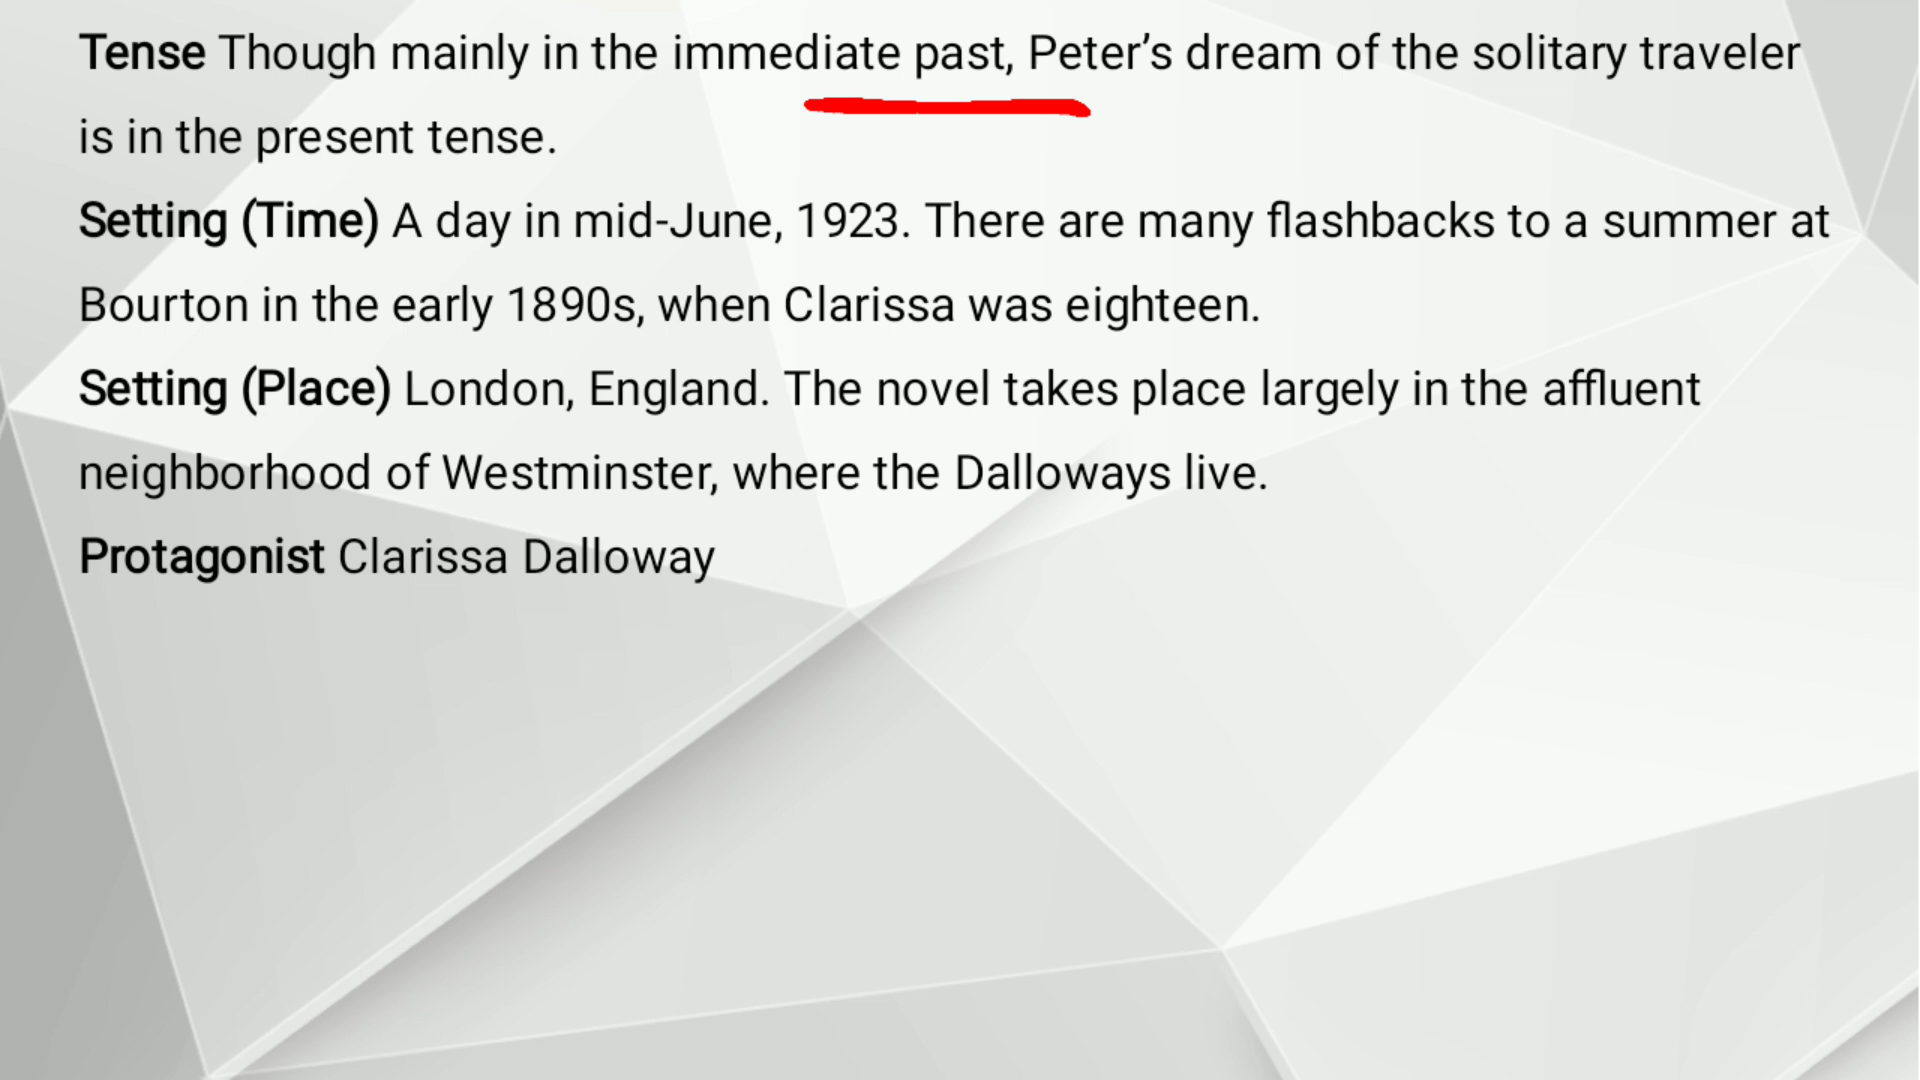 Tense Though mainly in the immediate past, Peter’s dream of the solitary traveler
is in the present tense.
Setting (Time) A day in mid-June, 1923. There are many flashbacks to a summer at
Bourton in the early 1890s, when Clarissa was eighteen.
Setting (Place) London, England. The novel takes place largely in the affluent
neighborhood of Westminster, where the Dalloways live.
Protagonist Clarissa Dalloway